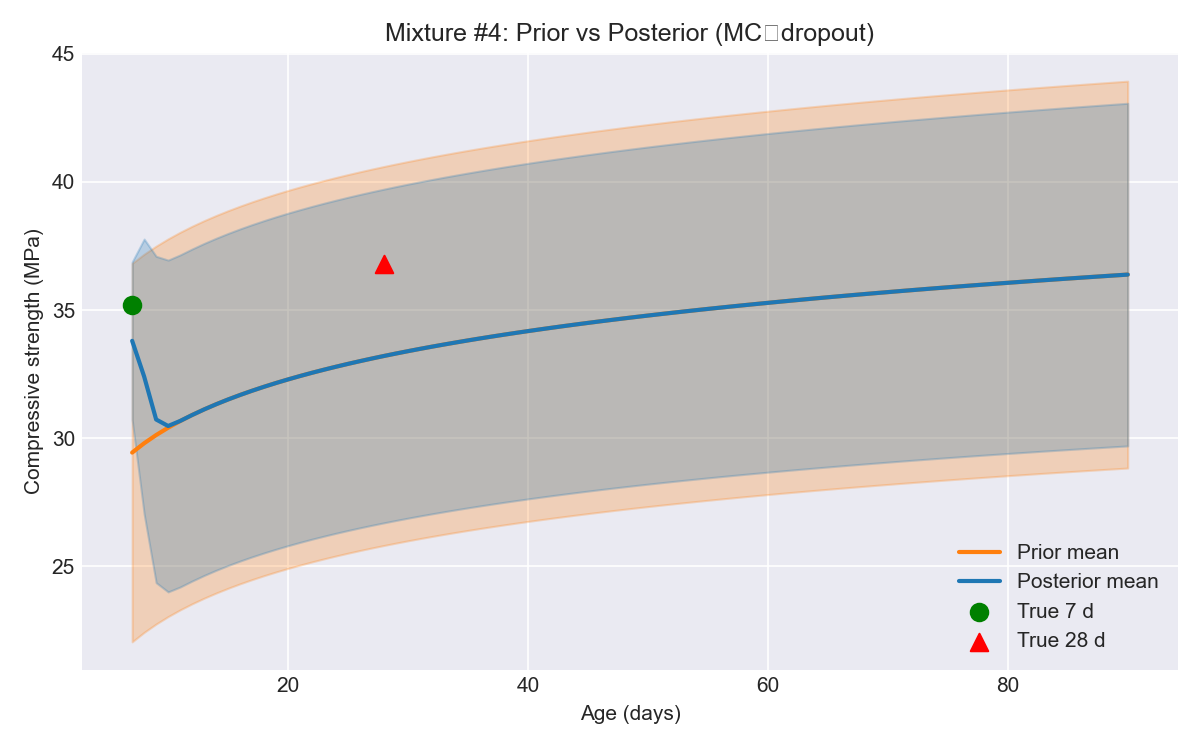 Mixture #4: Prior vs Posterior (MC□dropout)
Compressive strength (MPa)
45
40
35
30
25
20
40
60
80
Age (days)
Prior mean
Posterior mean
True 7 d
True 28 d